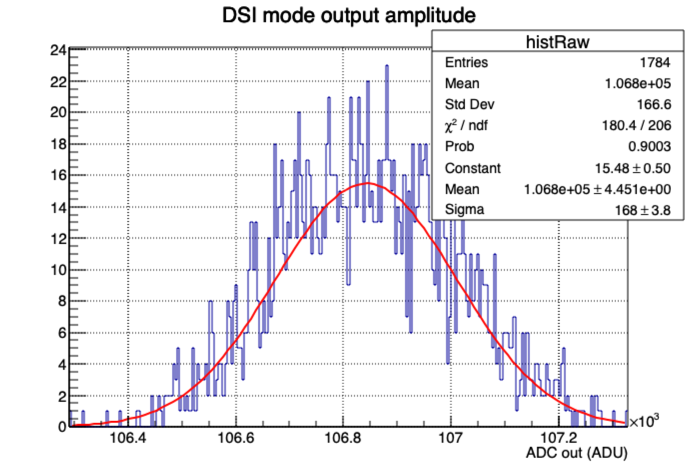 DSI mode output amplitude
histRaw
Entries 1784
Mean 1.068e+05
Std Dev 166.6
χ² / ndf 180.4 / 206
Prob 0.9003
Constant 15.48 ± 0.50
Mean 1.068e+05 ± 4.451e+00
Sigma 168 ± 3.8
24
22
20
18
16
14
12
10
8
6
4
2
0
106.4 106.6 106.8 107 107.2
×10³
ADC out (ADU)